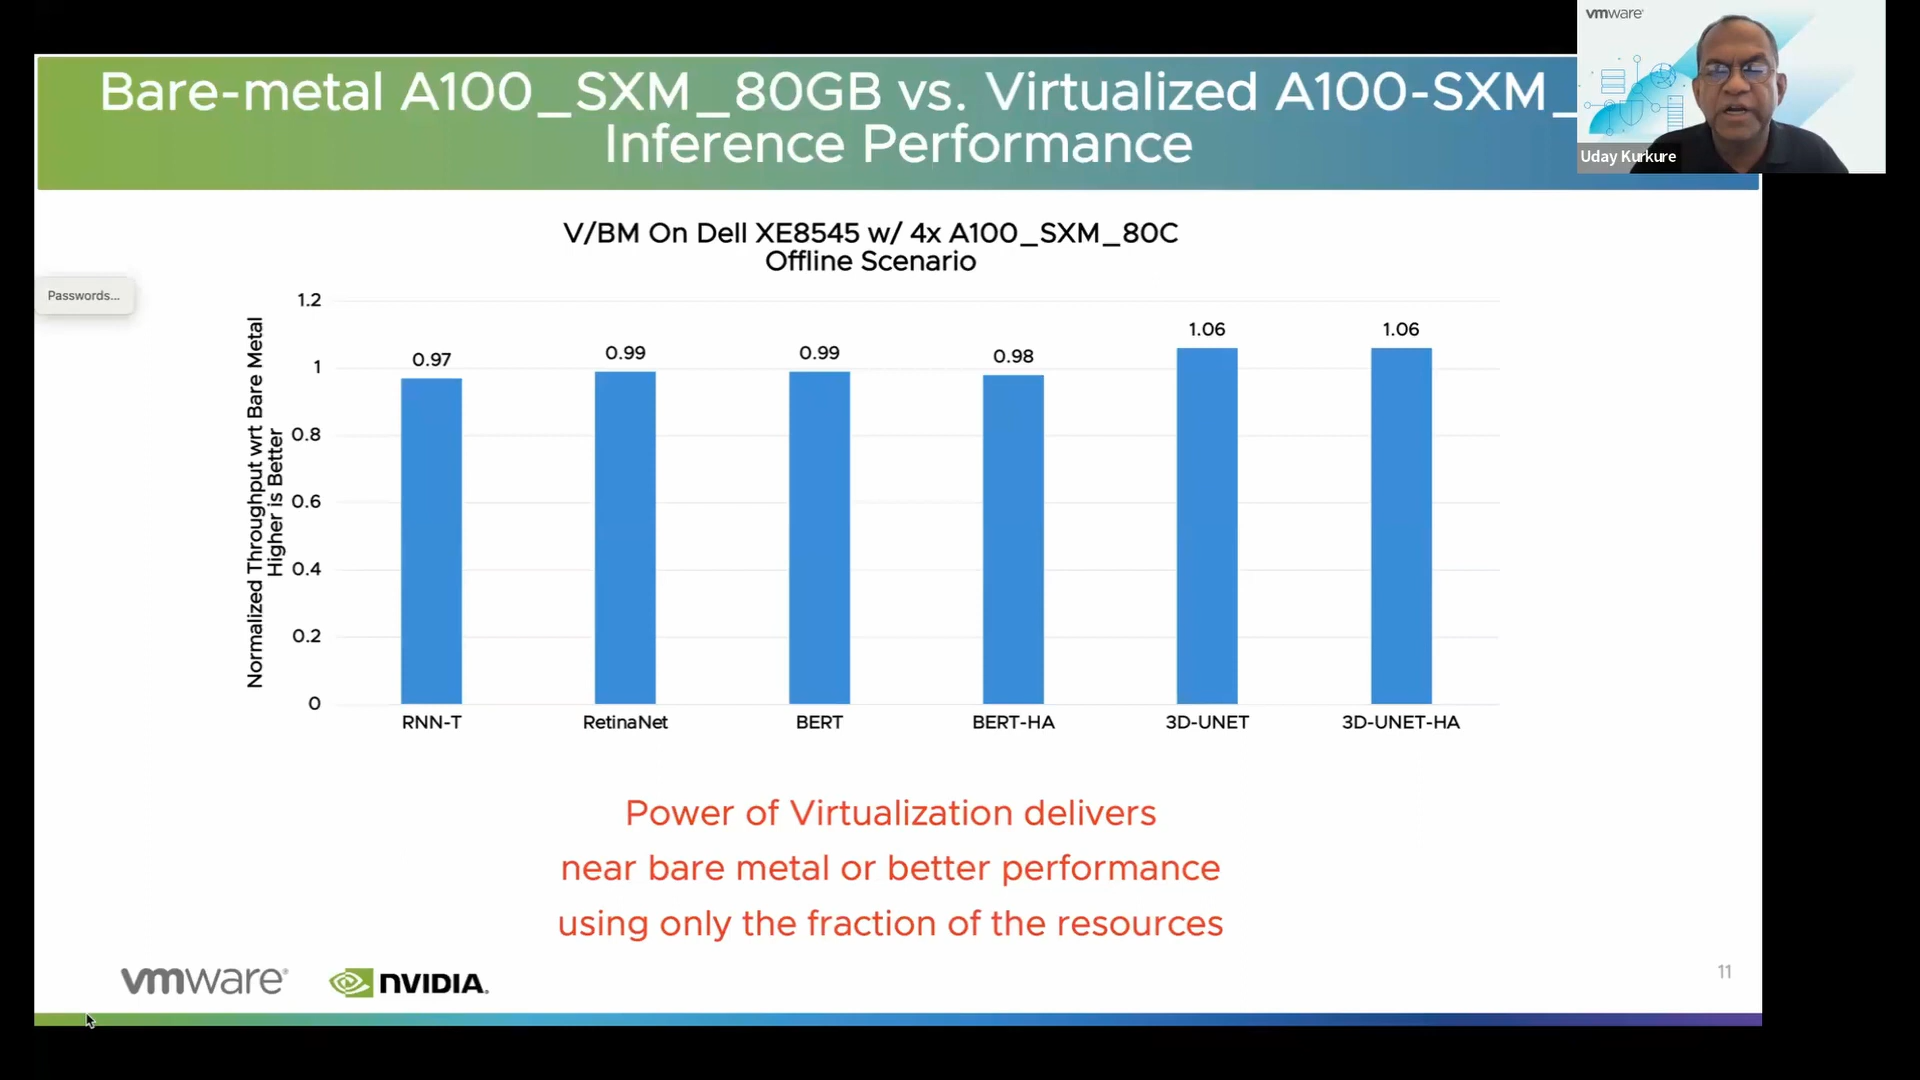 vmware
Uday Kurkure
Bare-metal A100_SXM_80GB vs. Virtualized A100-SXM_
Inference Performance
Passwords...
V/BM On Dell XE8545 w/ 4x A100_SXM_80C
Offline Scenario
Normalized Throughput wrt Bare Metal
Higher is Better
1.2
1
0.8
0.6
0.4
0.2
0
0.97
0.99
0.99
0.98
1.06
1.06
RNN-T
RetinaNet
BERT
BERT-HA
3D-UNET
3D-UNET-HA
Power of Virtualization delivers
near bare metal or better performance
using only the fraction of the resources
vmware
NVIDIA.
11